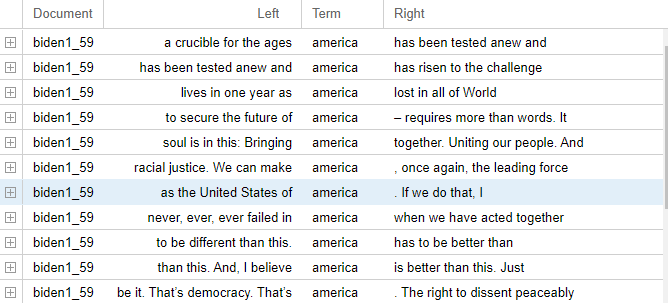 Document Left Term Right
biden1_59 a crucible for the ages america has been tested anew and
biden1_59 has been tested anew and america has risen to the challenge
biden1_59 lives in one year as america lost in all of World
biden1_59 to secure the future of america – requires more than words. It
biden1_59 soul is in this: Bringing america together. Uniting our people. And
biden1_59 racial justice. We can make america , once again, the leading force
biden1_59 as the United States of america . If we do that, I
biden1_59 never, ever, ever failed in america when we have acted together
biden1_59 to be different than this. america has to be better than
biden1_59 than this. And, I believe america is better than this. Just
biden1_59 be it. That’s democracy. That’s america . The right to dissent peaceably